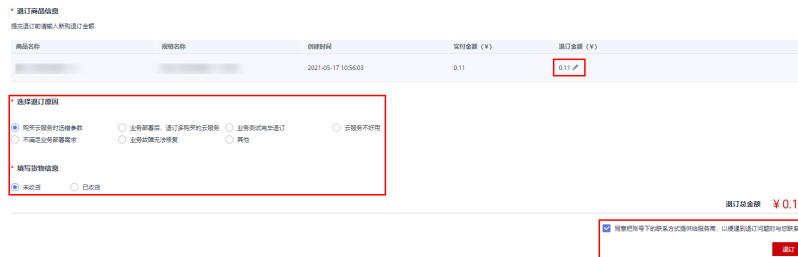 * 退订商品信息
提交退订前请输入新购退订金额
商品名称 规格名称 创建时间 实付金额（¥） 退订金额（¥）
2021-05-17 10:56:03 0.11 0.11
* 选择退订原因
购买云服务时选错参数 业务部署后，退订多购买的云服务 业务测试完毕退订 云服务不好用
不满足业务部署需求 业务故障无法修复 其他
* 填写货物信息
未收货 已收货
退订总金额 ¥0.1
同意把账号下的联系方式提供给服务商，以便遇到退订问题时与您联系
退订